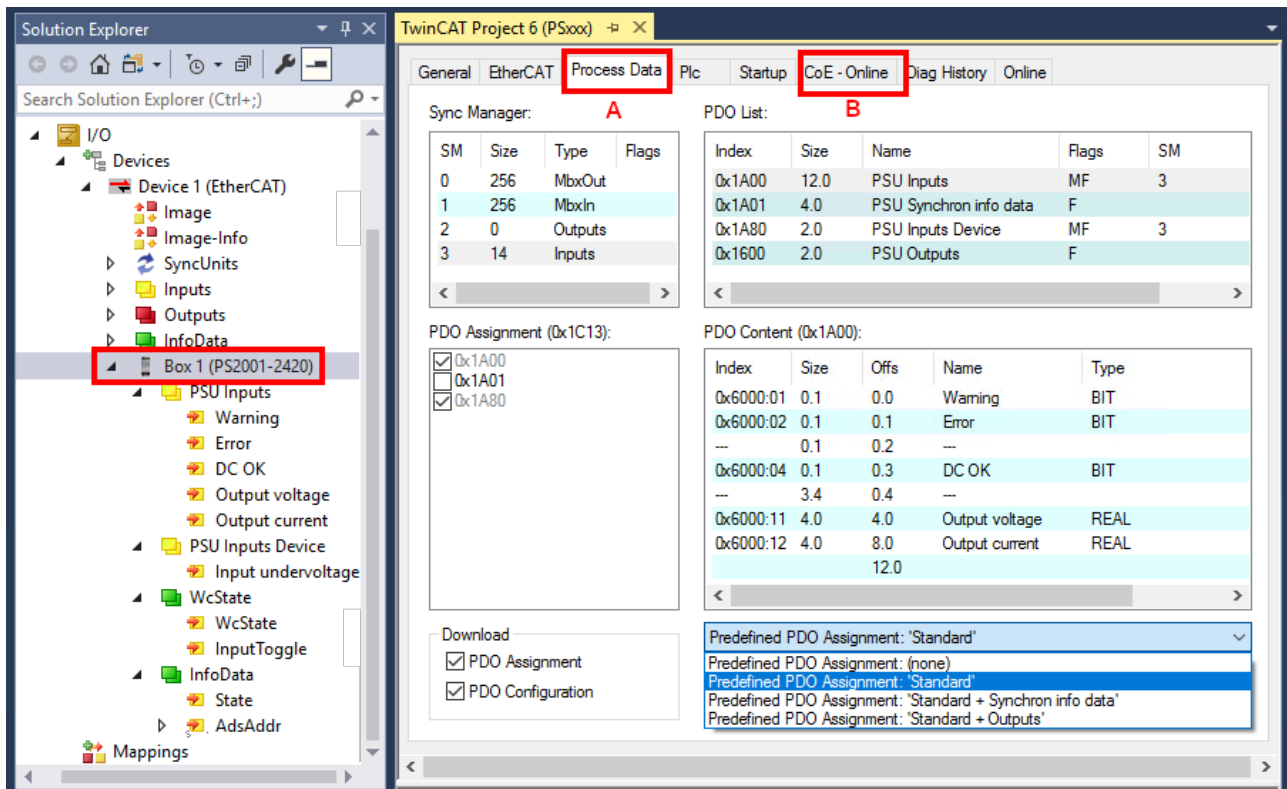 Solution Explorer
Search Solution Explorer (Ctrl+;)
I/O
Devices
Device 1 (EtherCAT)
Image
Image-Info
SyncUnits
Inputs
Outputs
InfoData
Box 1 (PS2001-2420)
PSU Inputs
Warning
Error
DC OK
Output voltage
Output current
PSU Inputs Device
Input undervoltage
WcState
WcState
InputToggle
InfoData
State
AdsAddr
Mappings
TwinCAT Project 6 (PSxxx)
General EtherCAT Process Data Plc Startup CoE - Online Diag History Online
A B
Sync Manager:
SM Size Type Flags
0 256 MbxOut
1 256 MbxIn
2 0 Outputs
3 14 Inputs
PDO List:
Index Size Name Flags SM
0x1A00 12.0 PSU Inputs MF 3
0x1A01 4.0 PSU Synchron info data F
0x1A80 2.0 PSU Inputs Device MF 3
0x1600 2.0 PSU Outputs F
PDO Assignment (0x1C13):
0x1A00
0x1A01
0x1A80
PDO Content (0x1A00):
Index Size Offs Name Type
0x6000:01 0.1 0.0 Warning BIT
0x6000:02 0.1 0.1 Error BIT
--- 0.1 0.2 ---
0x6000:04 0.1 0.3 DC OK BIT
--- 3.4 0.4 ---
0x6000:11 4.0 4.0 Output voltage REAL
0x6000:12 4.0 8.0 Output current REAL
12.0
Download
PDO Assignment
PDO Configuration
Predefined PDO Assignment: 'Standard'
Predefined PDO Assignment: (none)
Predefined PDO Assignment: 'Standard'
Predefined PDO Assignment: 'Standard + Synchron info data'
Predefined PDO Assignment: 'Standard + Outputs'